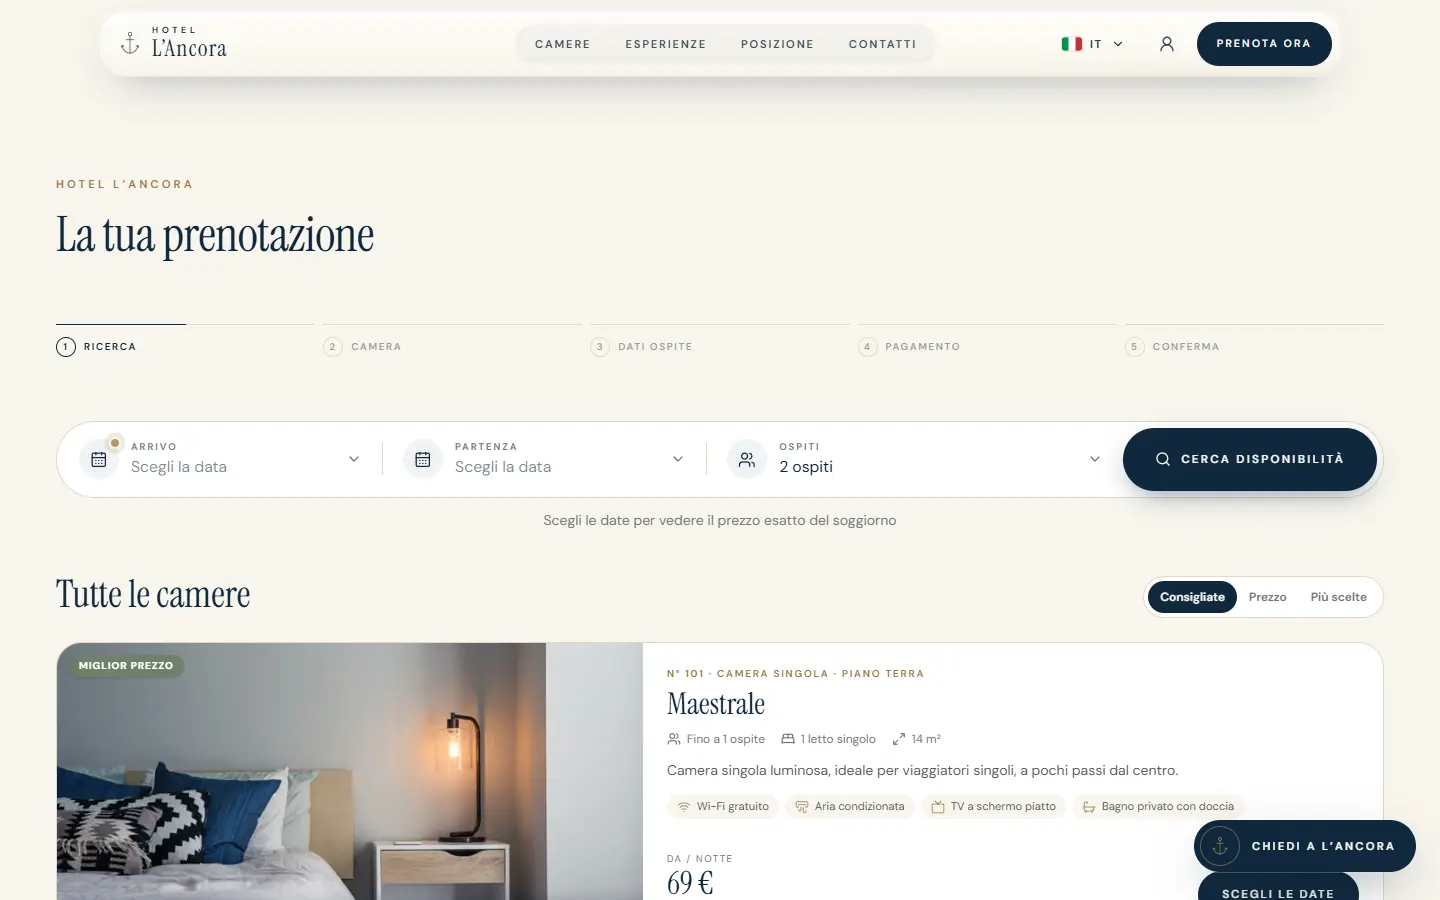 HOTEL
L'Ancora
CAMERE
ESPERIENZE
POSIZIONE
CONTATTI
IT
PRENOTA ORA
HOTEL L'ANCORA
La tua prenotazione
1 RICERCA
2 CAMERA
3 DATI OSPITE
4 PAGAMENTO
5 CONFERMA
ARRIVO
Scegli la data
PARTENZA
Scegli la data
OSPITI
2 ospiti
CERCA DISPONIBILITÀ
Scegli le date per vedere il prezzo esatto del soggiorno
Tutte le camere
Consigliate
Prezzo
Più scelte
MIGLIOR PREZZO
N° 101 · CAMERA SINGOLA · PIANO TERRA
Maestrale
Fino a 1 ospite
1 letto singolo
14 m²
Camera singola luminosa, ideale per viaggiatori singoli, a pochi passi dal centro.
Wi-Fi gratuito
Aria condizionata
TV a schermo piatto
Bagno privato con doccia
CHIEDI A L'ANCORA
DA / NOTTE
69 €
SCEGLI LE DATE